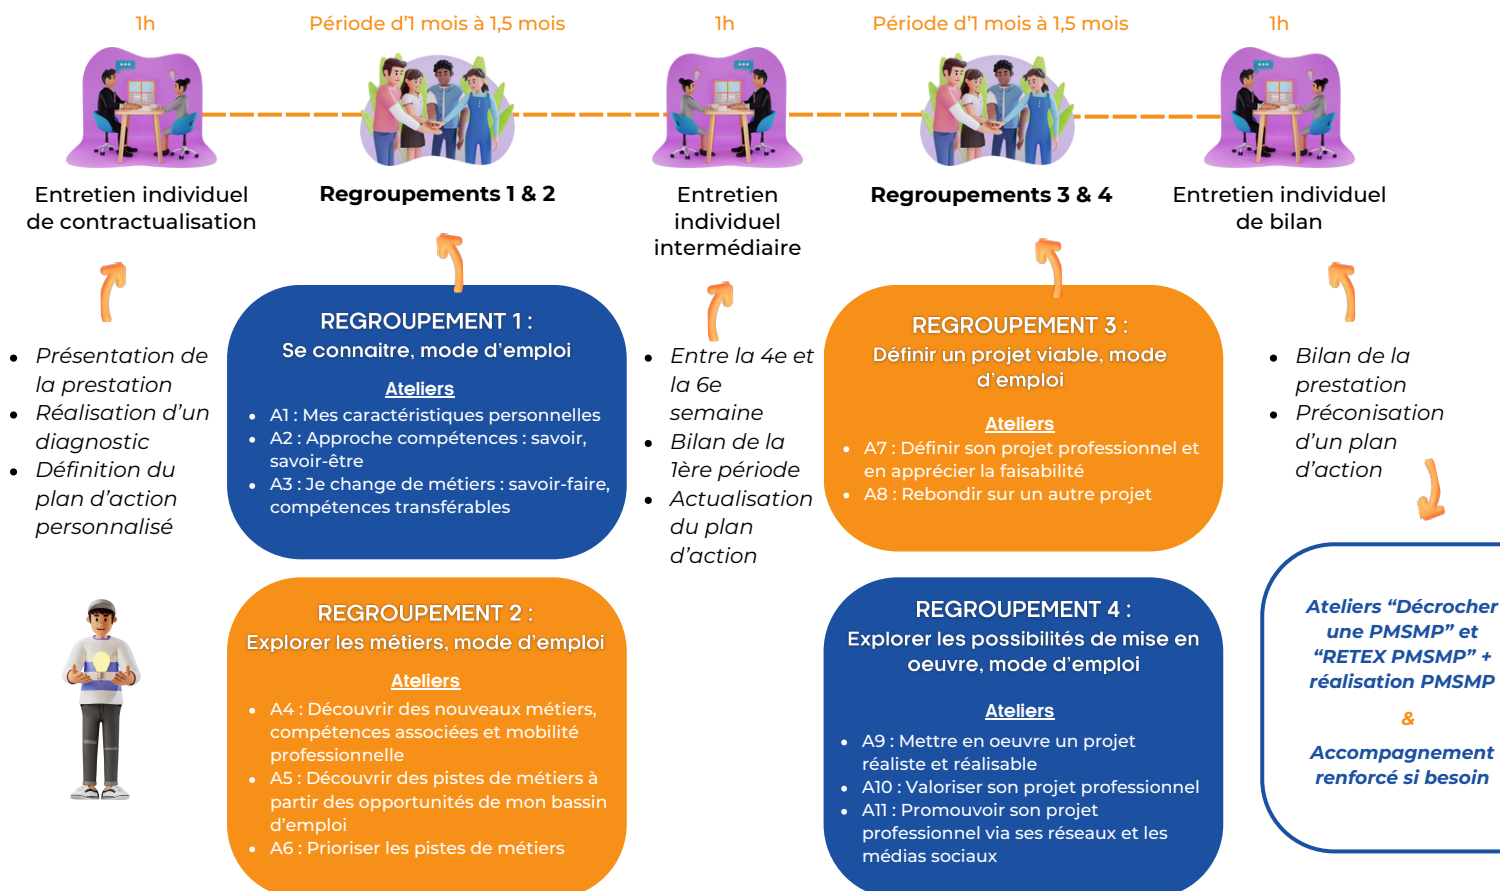 1h
Période d'1 mois à 1,5 mois
1h
Période d'1 mois à 1,5 mois
1h
Entretien individuel
de contractualisation
Regroupements 1 & 2
Entretien
individuel
intermédiaire
Regroupements 3 & 4
Entretien individuel
de bilan
• Présentation de
la prestation
• Réalisation d'un
diagnostic
• Définition du
plan d'action
personnalisé
REGROUPEMENT 1 :
Se connaitre, mode d'emploi
Ateliers
• A1 : Mes caractéristiques personnelles
• A2 : Approche compétences : savoir,
savoir-être
• A3 : Je change de métiers : savoir-faire,
compétences transférables
REGROUPEMENT 2 :
Explorer les métiers, mode d'emploi
Ateliers
• A4 : Découvrir des nouveaux métiers,
compétences associées et mobilité
professionnelle
• A5 : Découvrir des pistes de métiers à
partir des opportunités de mon bassin
d'emploi
• A6 : Prioriser les pistes de métiers
• Entre la 4e et
la 6e
semaine
• Bilan de la
1ère période
• Actualisation
du plan
d'action
REGROUPEMENT 3 :
Définir un projet viable, mode
d'emploi
Ateliers
• A7 : Définir son projet professionnel et
en apprécier la faisabilité
• A8 : Rebondir sur un autre projet
REGROUPEMENT 4 :
Explorer les possibilités de mise en
oeuvre, mode d'emploi
Ateliers
• A9 : Mettre en oeuvre un projet
réaliste et réalisable
• A10 : Valoriser son projet professionnel
• A11 : Promouvoir son projet
professionnel via ses réseaux et les
médias sociaux
• Bilan de la
prestation
• Préconisation
d'un plan
d'action
Ateliers “Décrocher
une PMSMP” et
“RETEX PMSMP” +
réalisation PMSMP
&
Accompagnement
renforcé si besoin